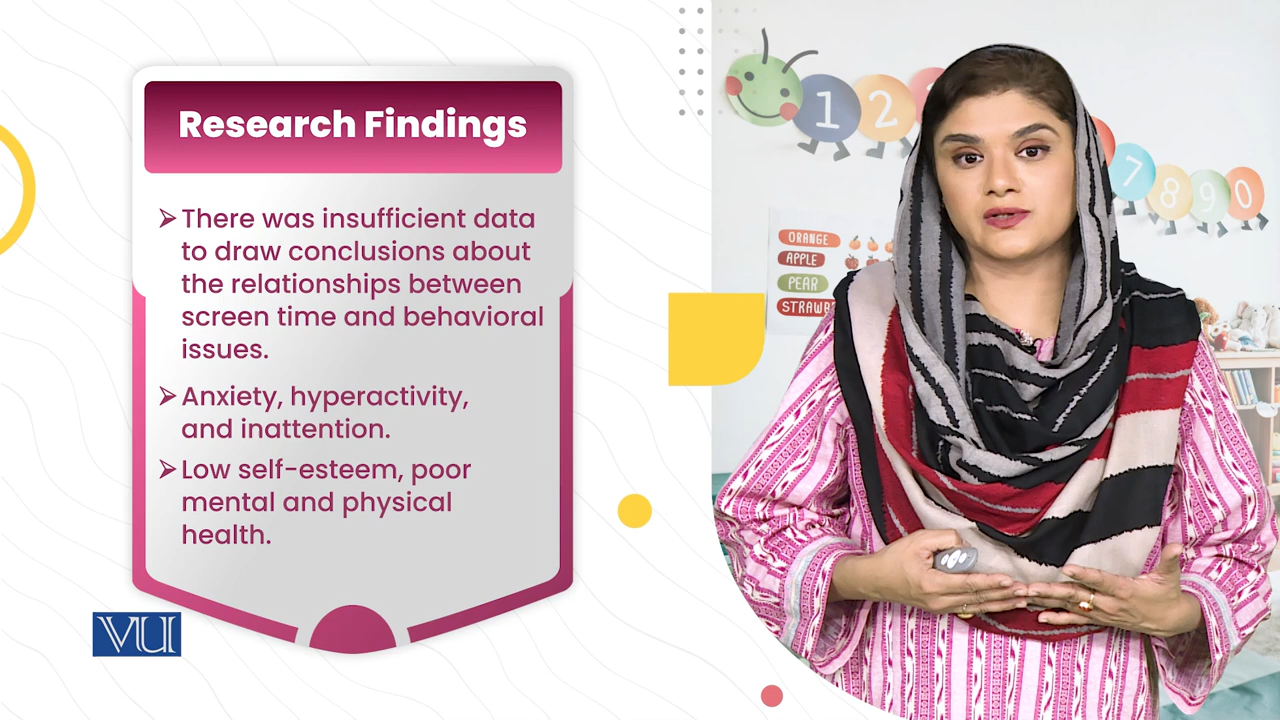 Research Findings
➢ There was insufficient data
to draw conclusions about
the relationships between
screen time and behavioral
issues.
➢ Anxiety, hyperactivity,
and inattention.
➢ Low self-esteem, poor
mental and physical
health.
VU
1 2
7 8 9 0
ORANGE
APPLE
PEAR